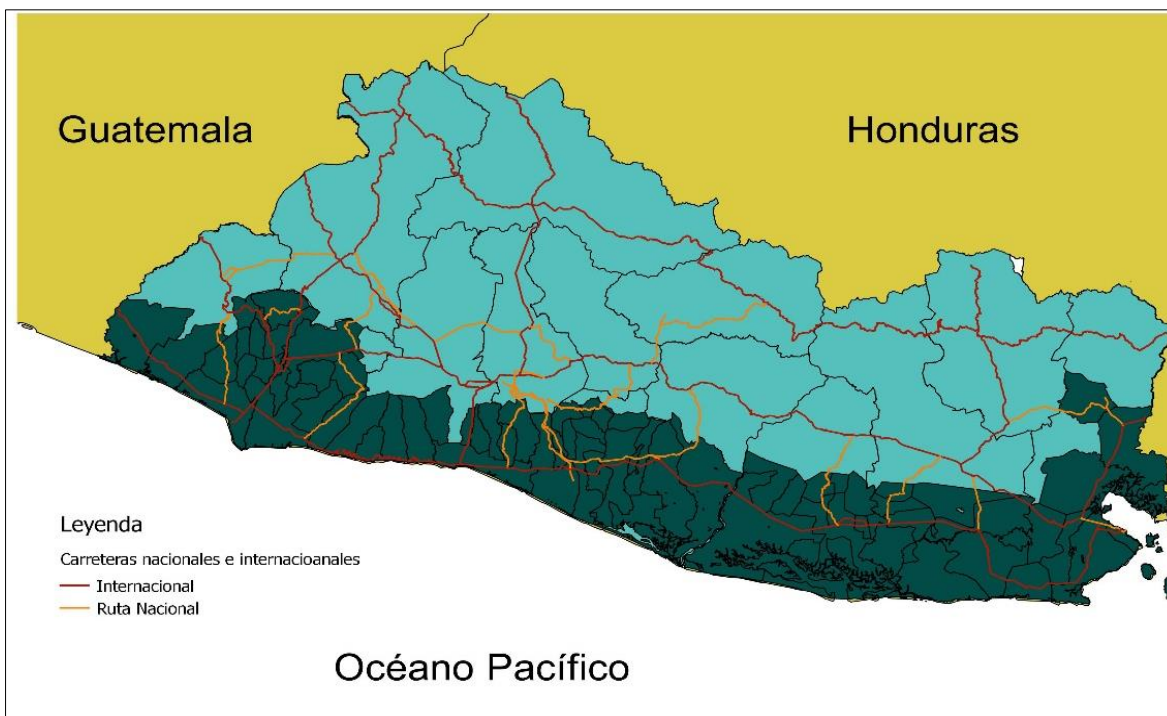 Guatemala
Honduras
Leyenda
Carreteras nacionales e internacioanales
Internacional
Ruta Nacional
Océano Pacífico